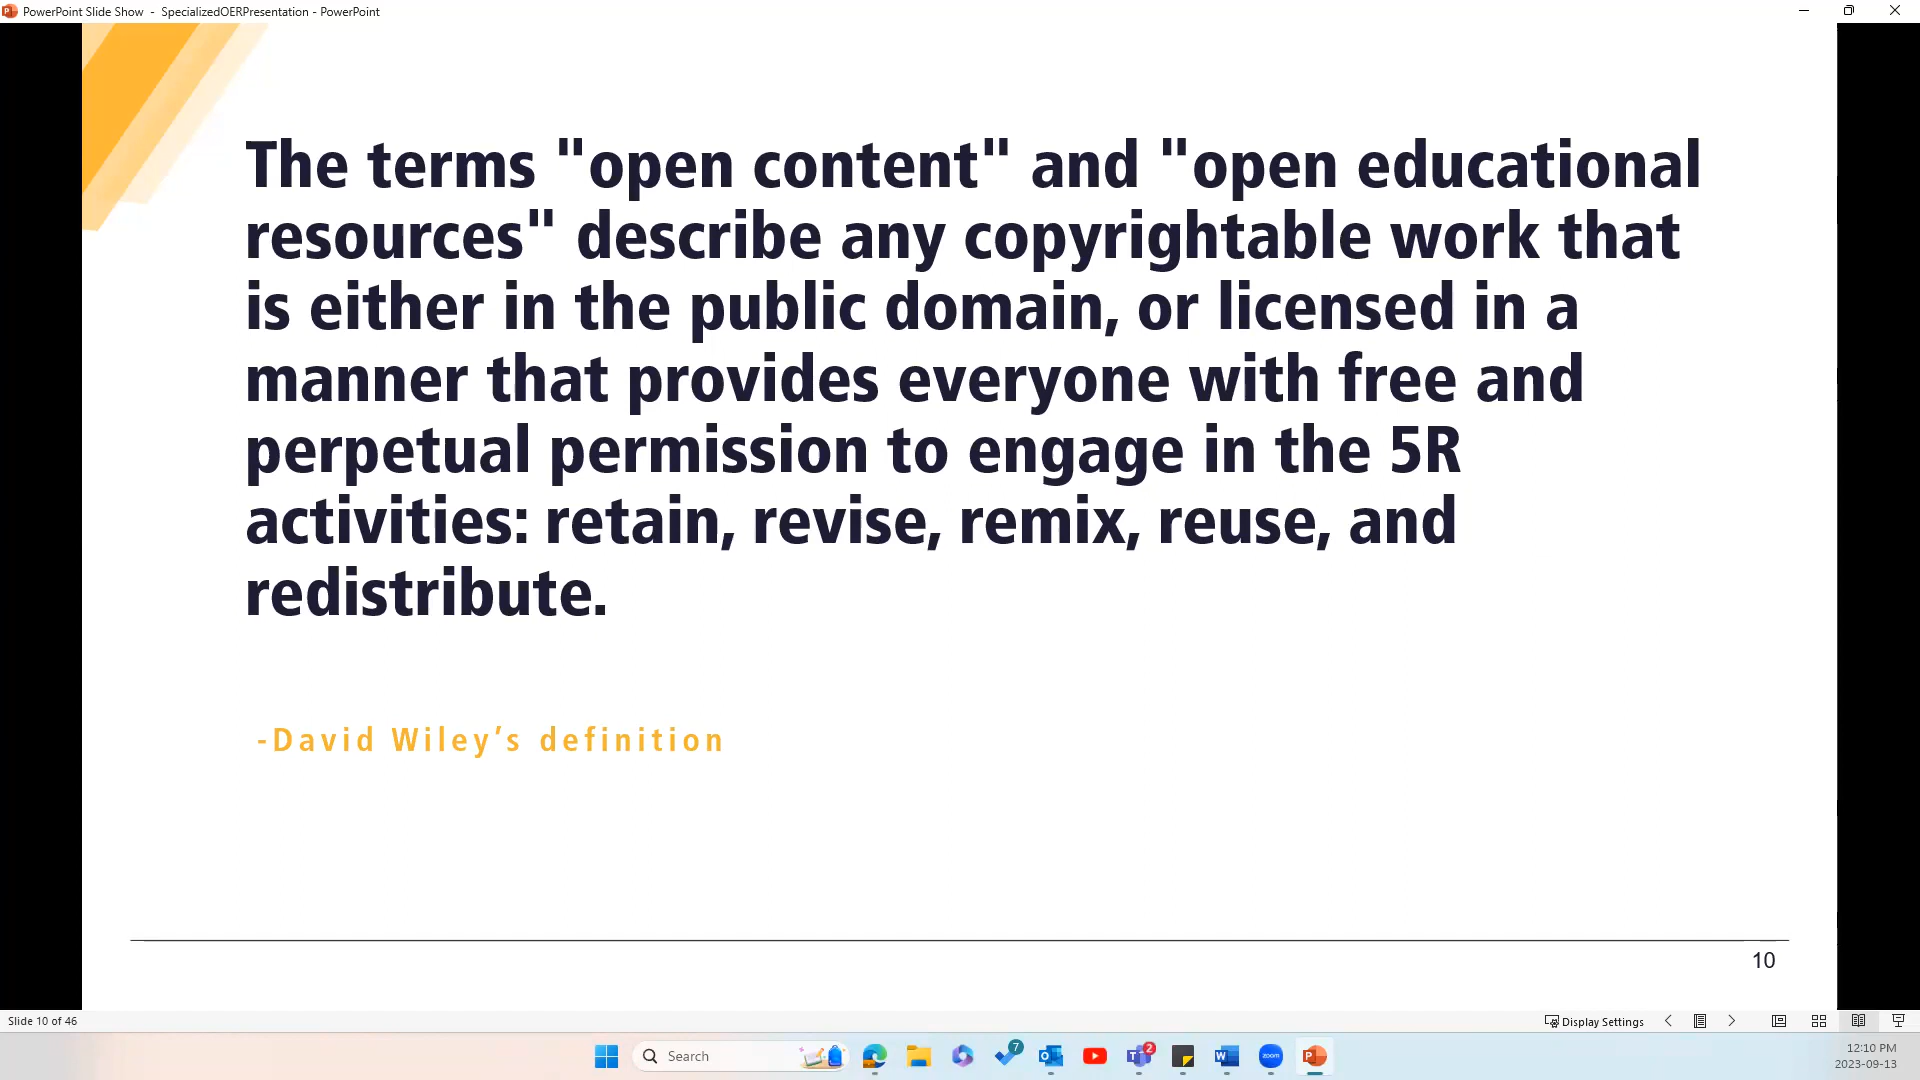 PowerPoint Slide Show - SpecializedOERPresentation - PowerPoint
The terms "open content" and "open educational
resources" describe any copyrightable work that
is either in the public domain, or licensed in a
manner that provides everyone with free and
perpetual permission to engage in the 5R
activities: retain, revise, remix, reuse, and
redistribute.
-David Wiley’s definition
10
Slide 10 of 46
Display Settings
Search
7
2
zoom
12:10 PM
2023-09-13